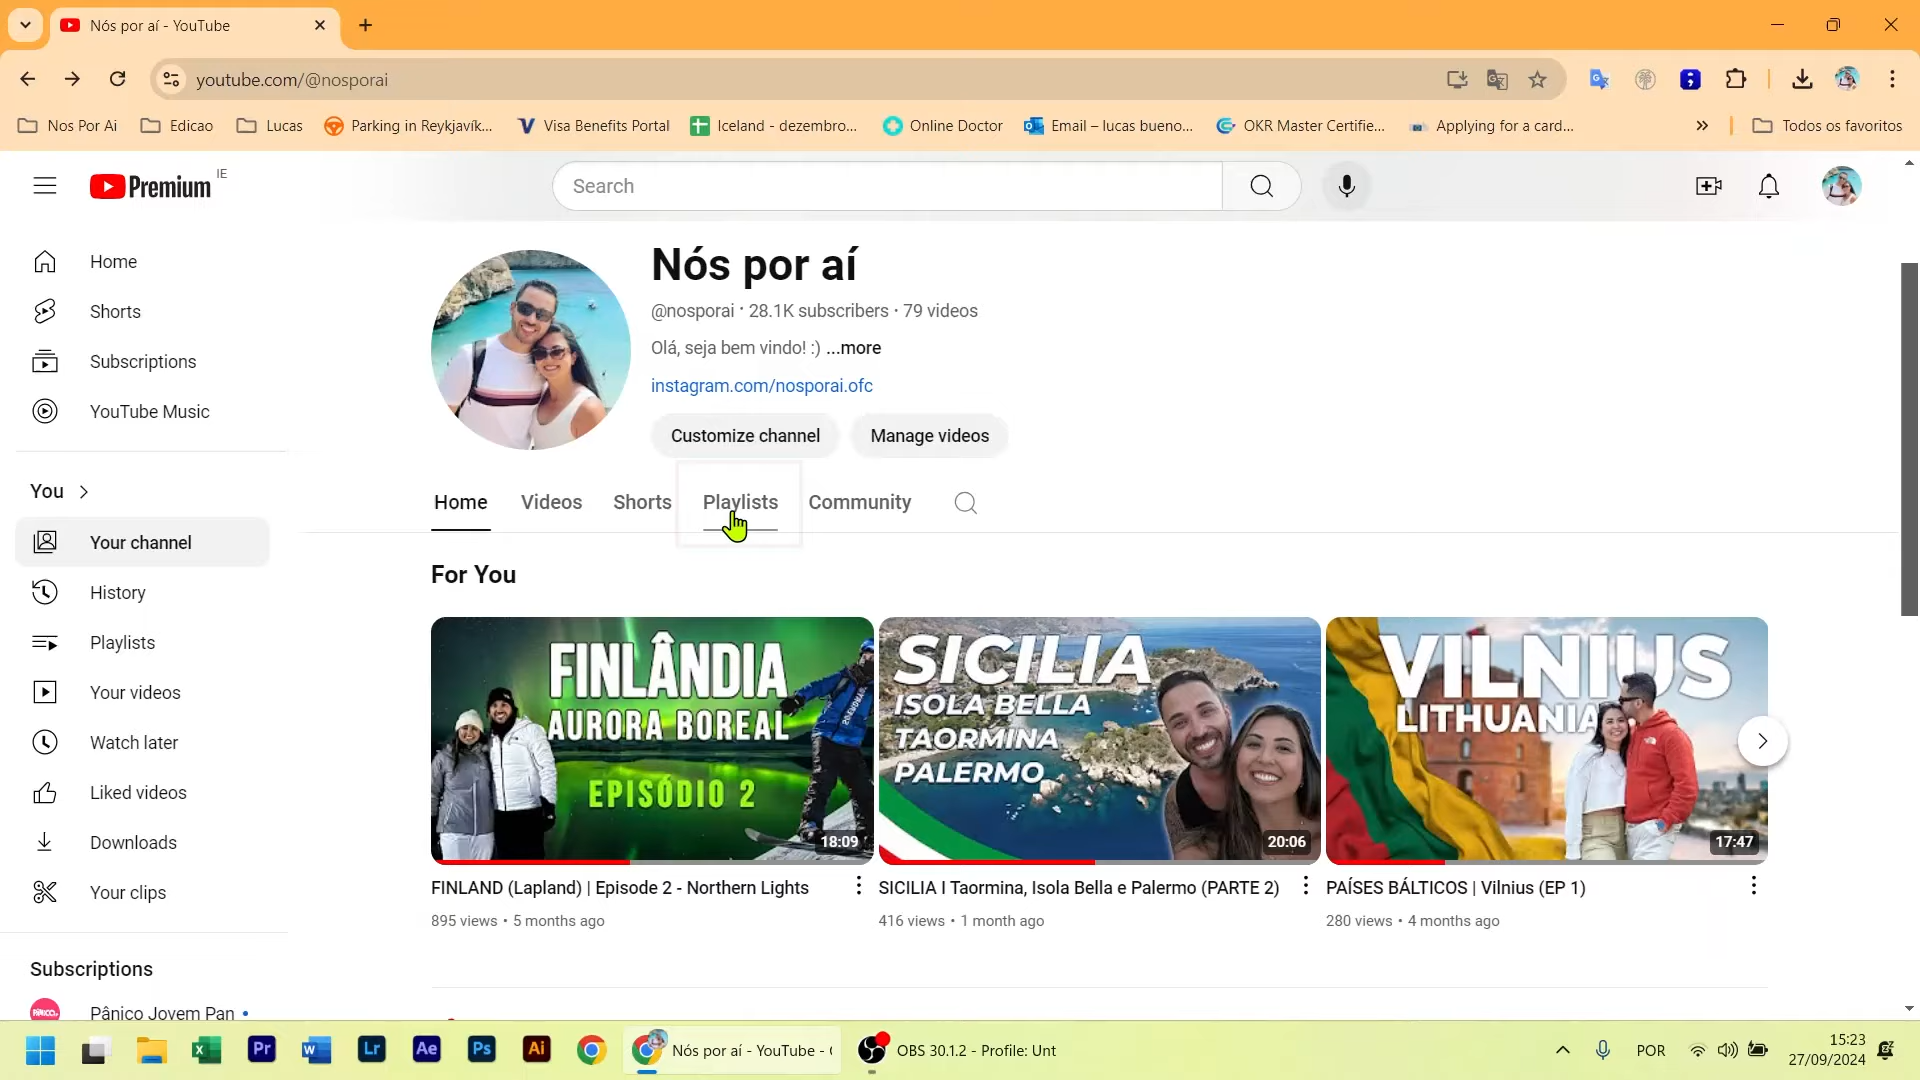 Nós por aí - YouTube
youtube.com/@nosporai
Nos Por Ai
Edicao
Lucas
Parking in Reykjavík...
Visa Benefits Portal
Iceland - dezembro...
Online Doctor
Email – lucas bueno...
OKR Master Certifie...
Applying for a card...
Todos os favoritos
Premium IE
Search
Home
Shorts
Subscriptions
YouTube Music
You
Your channel
History
Playlists
Your videos
Watch later
Liked videos
Downloads
Your clips
Subscriptions
Pânico Jovem Pan
Nós por aí
@nosporai · 28.1K subscribers · 79 videos
Olá, seja bem vindo! :) ...more
instagram.com/nosporai.ofc
Customize channel
Manage videos
Home
Videos
Shorts
Playlists
Community
For You
FINLÂNDIA
AURORA BOREAL
EPISÓDIO 2
18:09
FINLAND (Lapland) | Episode 2 - Northern Lights
895 views • 5 months ago
SICILIA
ISOLA BELLA
TAORMINA
PALERMO
20:06
SICILIA I Taormina, Isola Bella e Palermo (PARTE 2)
416 views • 1 month ago
VILNIUS
LITHUANIA
17:47
PAÍSES BÁLTICOS | Vilnius (EP 1)
280 views • 4 months ago
Pr
Lr
Ae
Ps
Ai
Nós por aí - YouTube -
OBS 30.1.2 - Profile: Unt
POR
15:23
27/09/2024